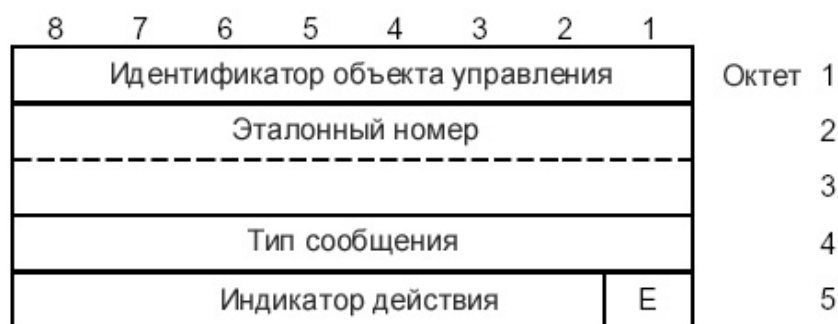 8 7 6 5 4 3 2 1
Идентификатор объекта управления Октет 1
Эталонный номер 2
3
Тип сообщения 4
Индикатор действия E 5